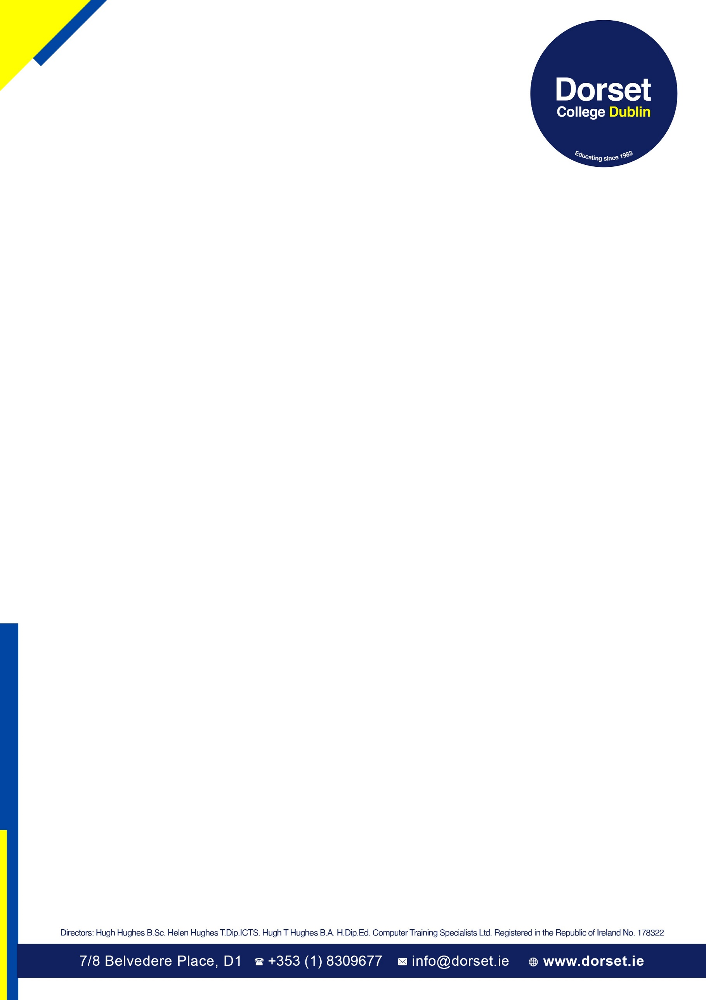 Dorset
College Dublin
Educating since 1983
Directors: Hugh Hughes B.Sc. Helen Hughes T.Dip.ICTS. Hugh T Hughes B.A. H.Dip.Ed. Computer Training Specialists Ltd. Registered in the Republic of Ireland No. 178322
7/8 Belvedere Place, D1 ☎ +353 (1) 8309677 ✉ info@dorset.ie www.dorset.ie